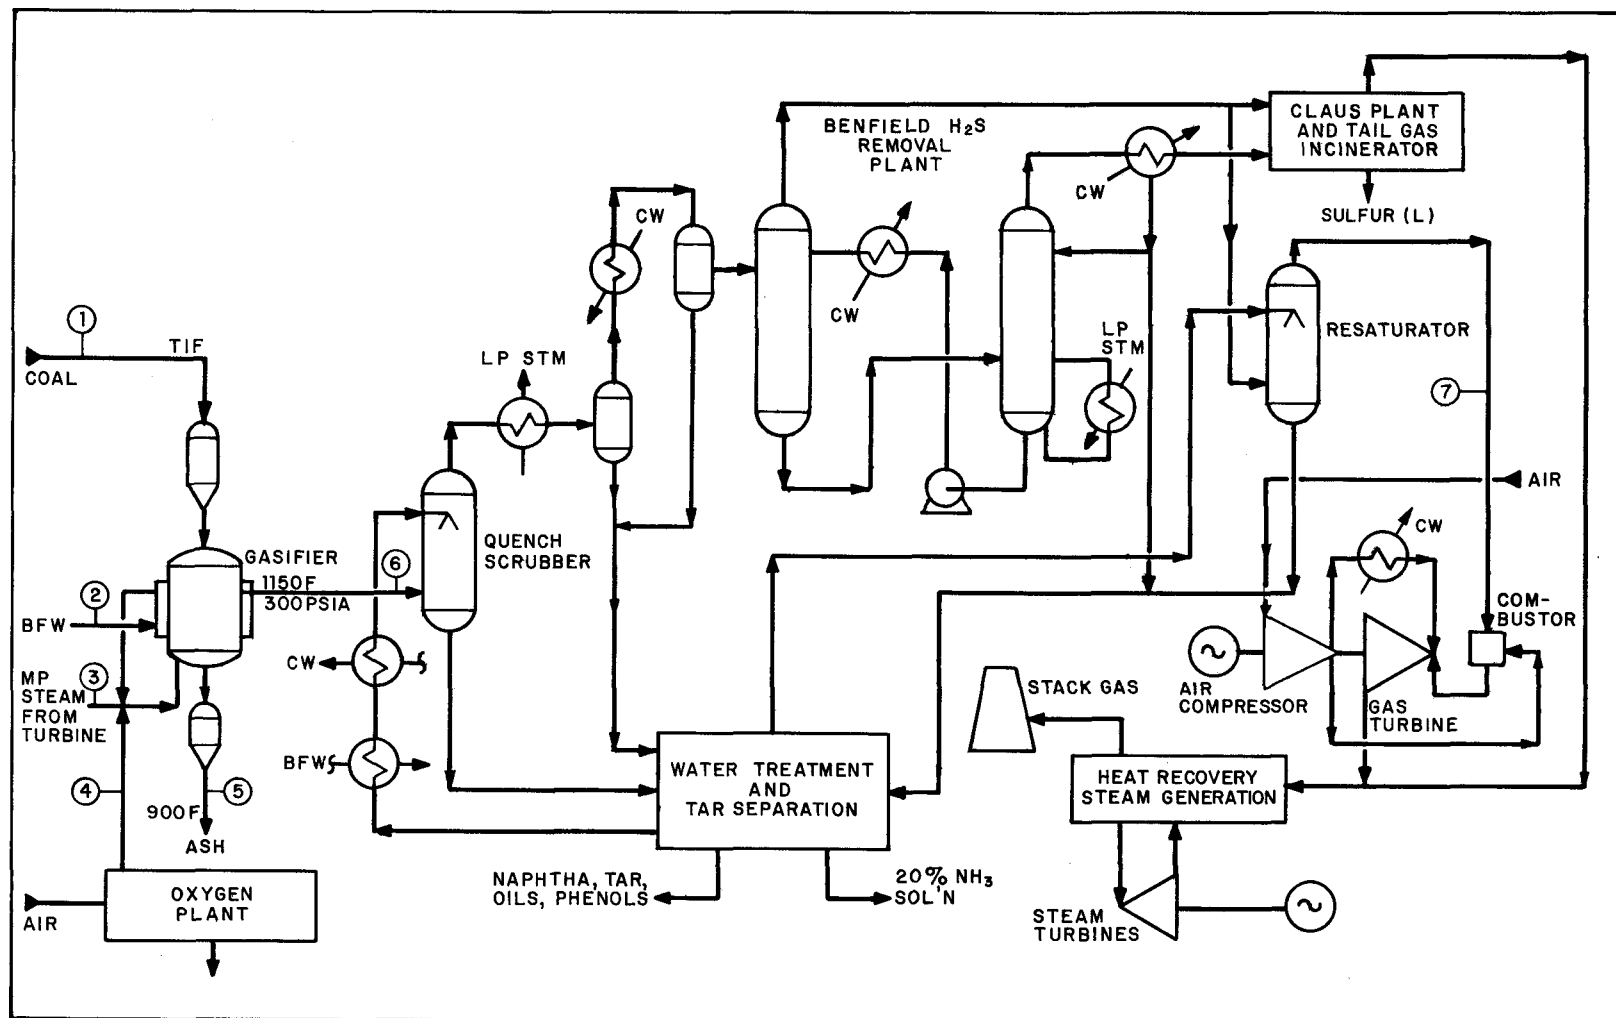 CLAUS PLANT
AND TAIL GAS
INCINERATOR
BENFIELD H₂S
REMOVAL
PLANT
CW
SULFUR (L)
CW
CW
1
TIF
COAL
LP STM
LP
STM
RESATURATOR
7
AIR
QUENCH
SCRUBBER
GASIFIER
1150F
300PSIA
6
CW
COM-
BUSTOR
2
BFW
3
MP
STEAM
FROM
TURBINE
CW
BFW
AIR
COMPRESSOR
GAS
TURBINE
STACK GAS
4
5
900F
ASH
WATER TREATMENT
AND
TAR SEPARATION
HEAT RECOVERY
STEAM GENERATION
OXYGEN
PLANT
AIR
NAPHTHA, TAR,
OILS, PHENOLS
20% NH₃
SOL'N
STEAM
TURBINES